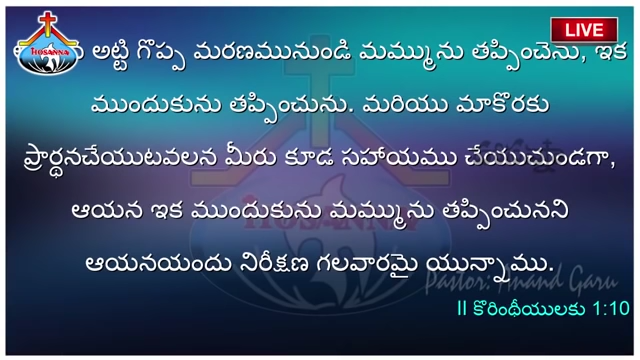 HOSANNA
LIVE
అట్టి గొప్ప మరణమునుండి మమ్మును తప్పించెను, ఇక
ముందుకును తప్పించును. మరియు మాకొరకు
ప్రార్థనచేయుటవలన మీరు కూడ సహాయము చేయుచుండగా,
ఆయన ఇక ముందుకును మమ్మును తప్పించునని
ఆయనయందు నిరీక్షణ గలవారమై యున్నాము.
Pastor: Anand Garu
II కొరింథీయులకు 1:10